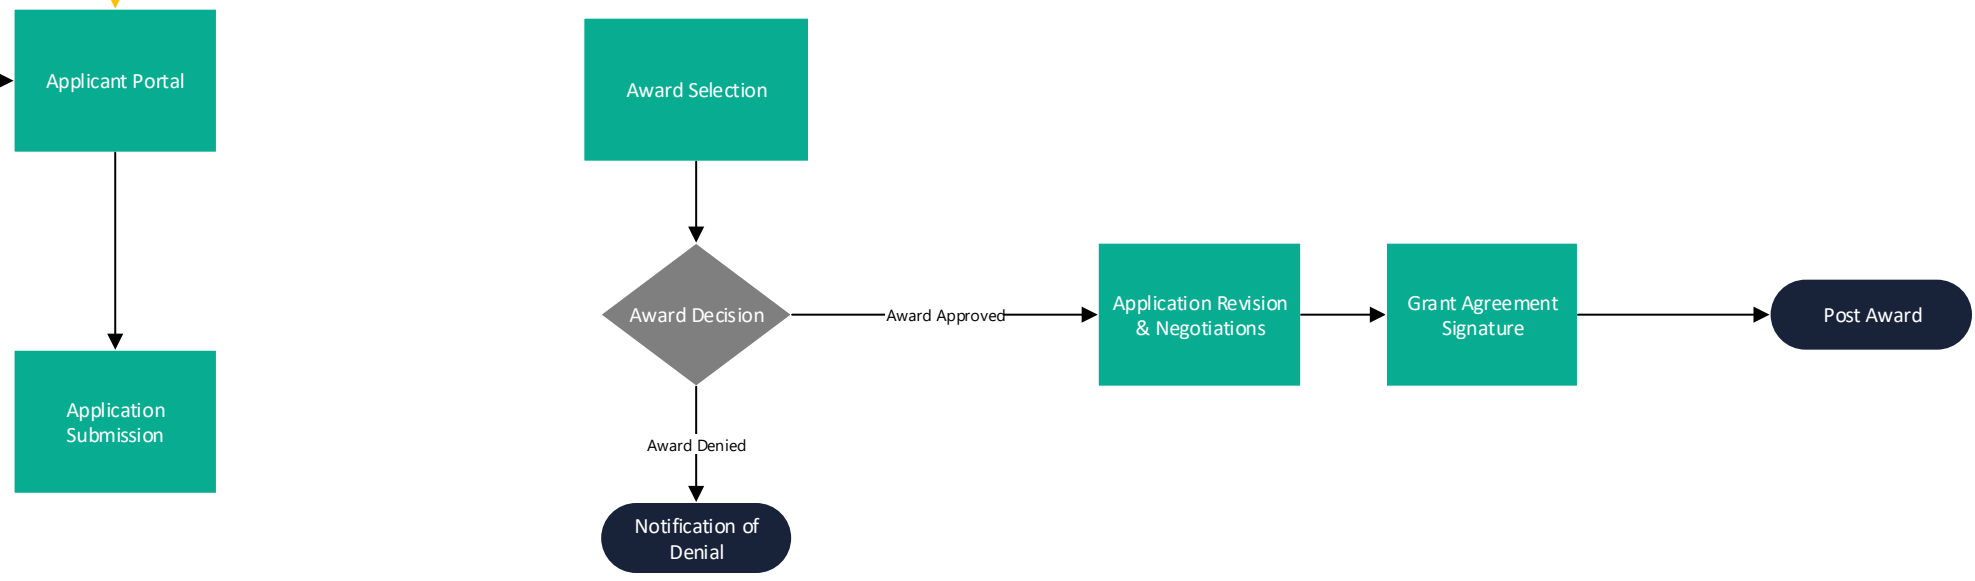 Applicant Portal
Award Selection
Award Decision
Award Approved
Application Revision
& Negotiations
Grant Agreement
Signature
Post Award
Application
Submission
Award Denied
Notification of
Denial